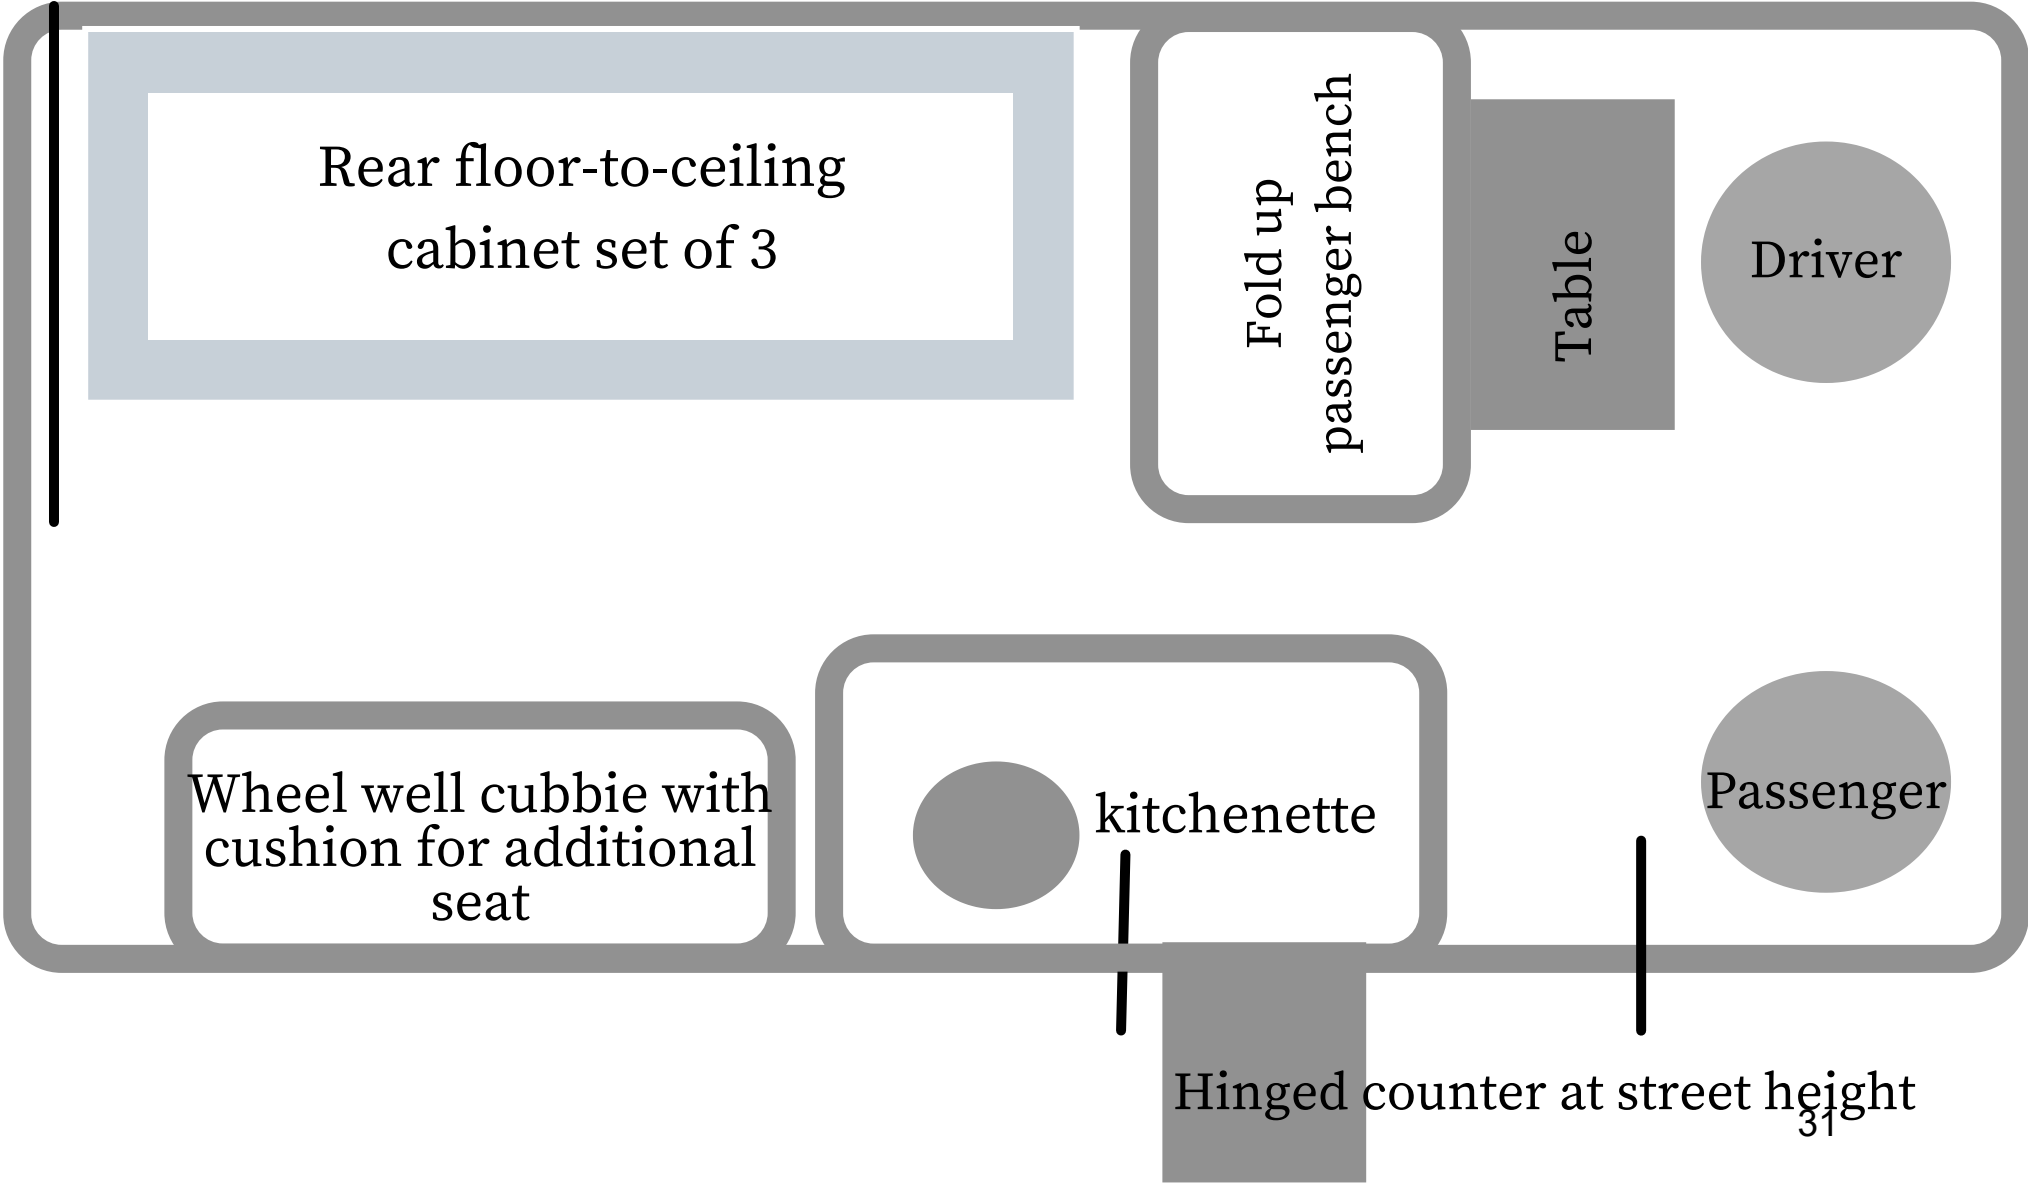 Rear floor-to-ceiling
cabinet set of 3
Fold up
passenger bench
Table
Driver
Wheel well cubbie with
cushion for additional
seat
kitchenette
Passenger
Hinged counter at street height
31